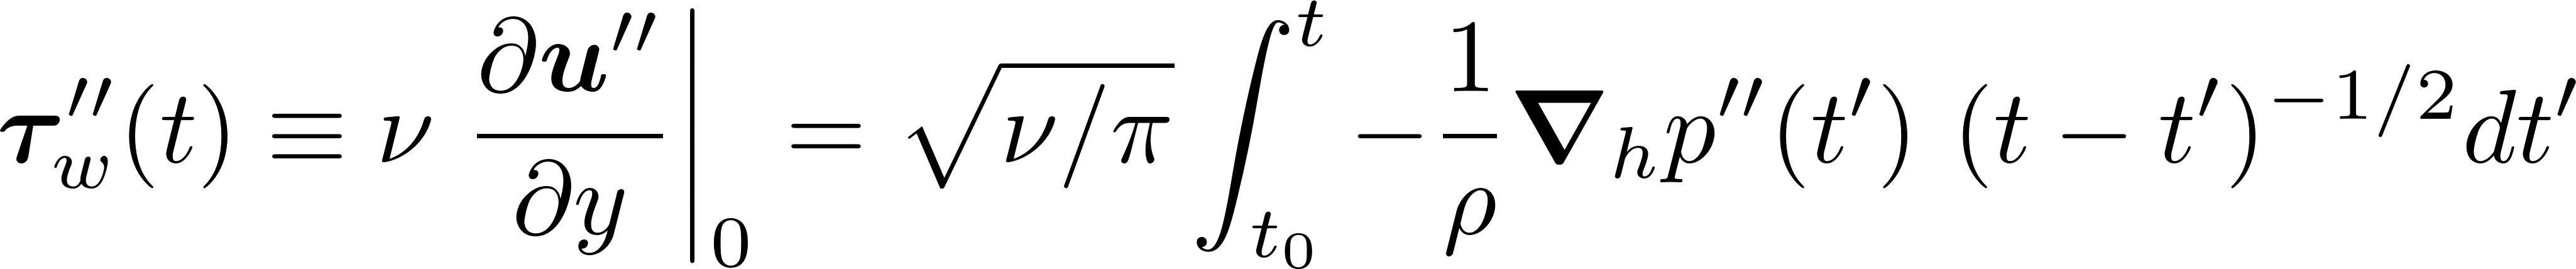 $$\boldsymbol{\tau}_w''(t) \equiv \nu \left. \frac{\partial \boldsymbol{u}''}{\partial y} \right|_0 = \sqrt{\nu/\pi} \int_{t_0}^{t} -\frac{1}{\rho} \boldsymbol{\nabla}_h p''(t') \ (t-t')^{-1/2} dt'$$